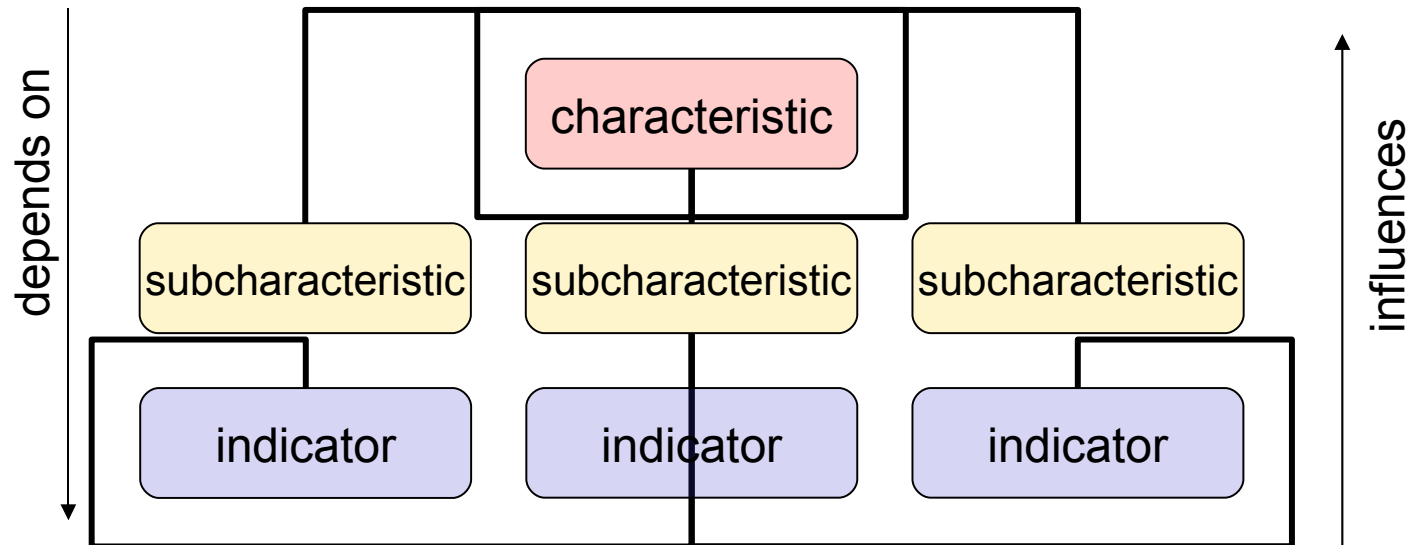 depends on
characteristic
subcharacteristic
subcharacteristic
subcharacteristic
indicator
indicator
indicator
influences